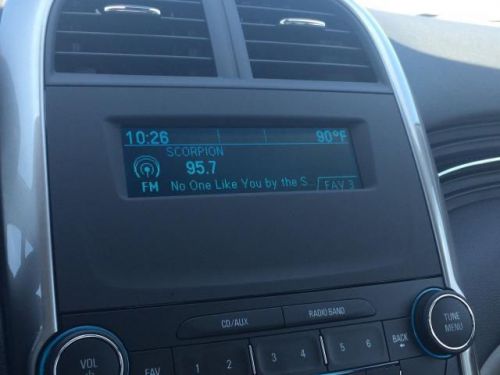 10:26 90°F
SCORPION
95.7
FM
No One Like You by the S...
FAV 3
CD/AUX
RADIO BAND
VOL
FAV
1 2 3 4 5 6
BACK
TUNE
MENU